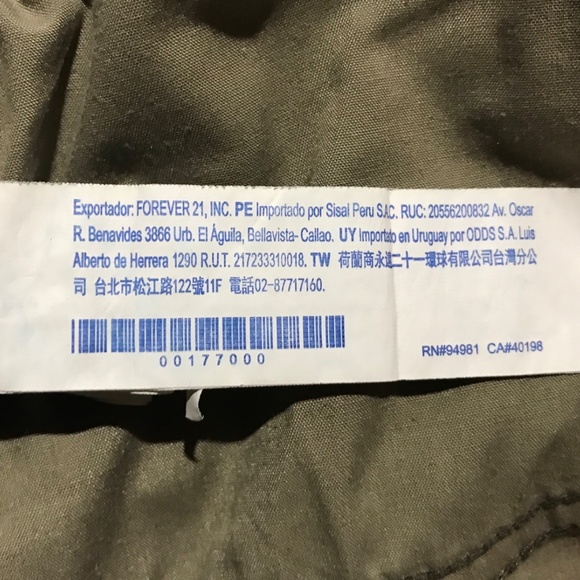 Exportador: FOREVER 21, INC. PE Importado por Sisal Peru S.A.C. RUC: 20556200832 Av. Oscar
R. Benavides 3866 Urb. El Águila, Bellavista- Callao. UY Importado en Uruguay por ODDS S.A. Luis
Alberto de Herrera 1290 R.U.T. 217233310018. TW 荷蘭商永遠二十一環球有限公司台灣分公
司 台北市松江路122號11F 電話02-87717160.
00177000
RN#94981 CA#40198